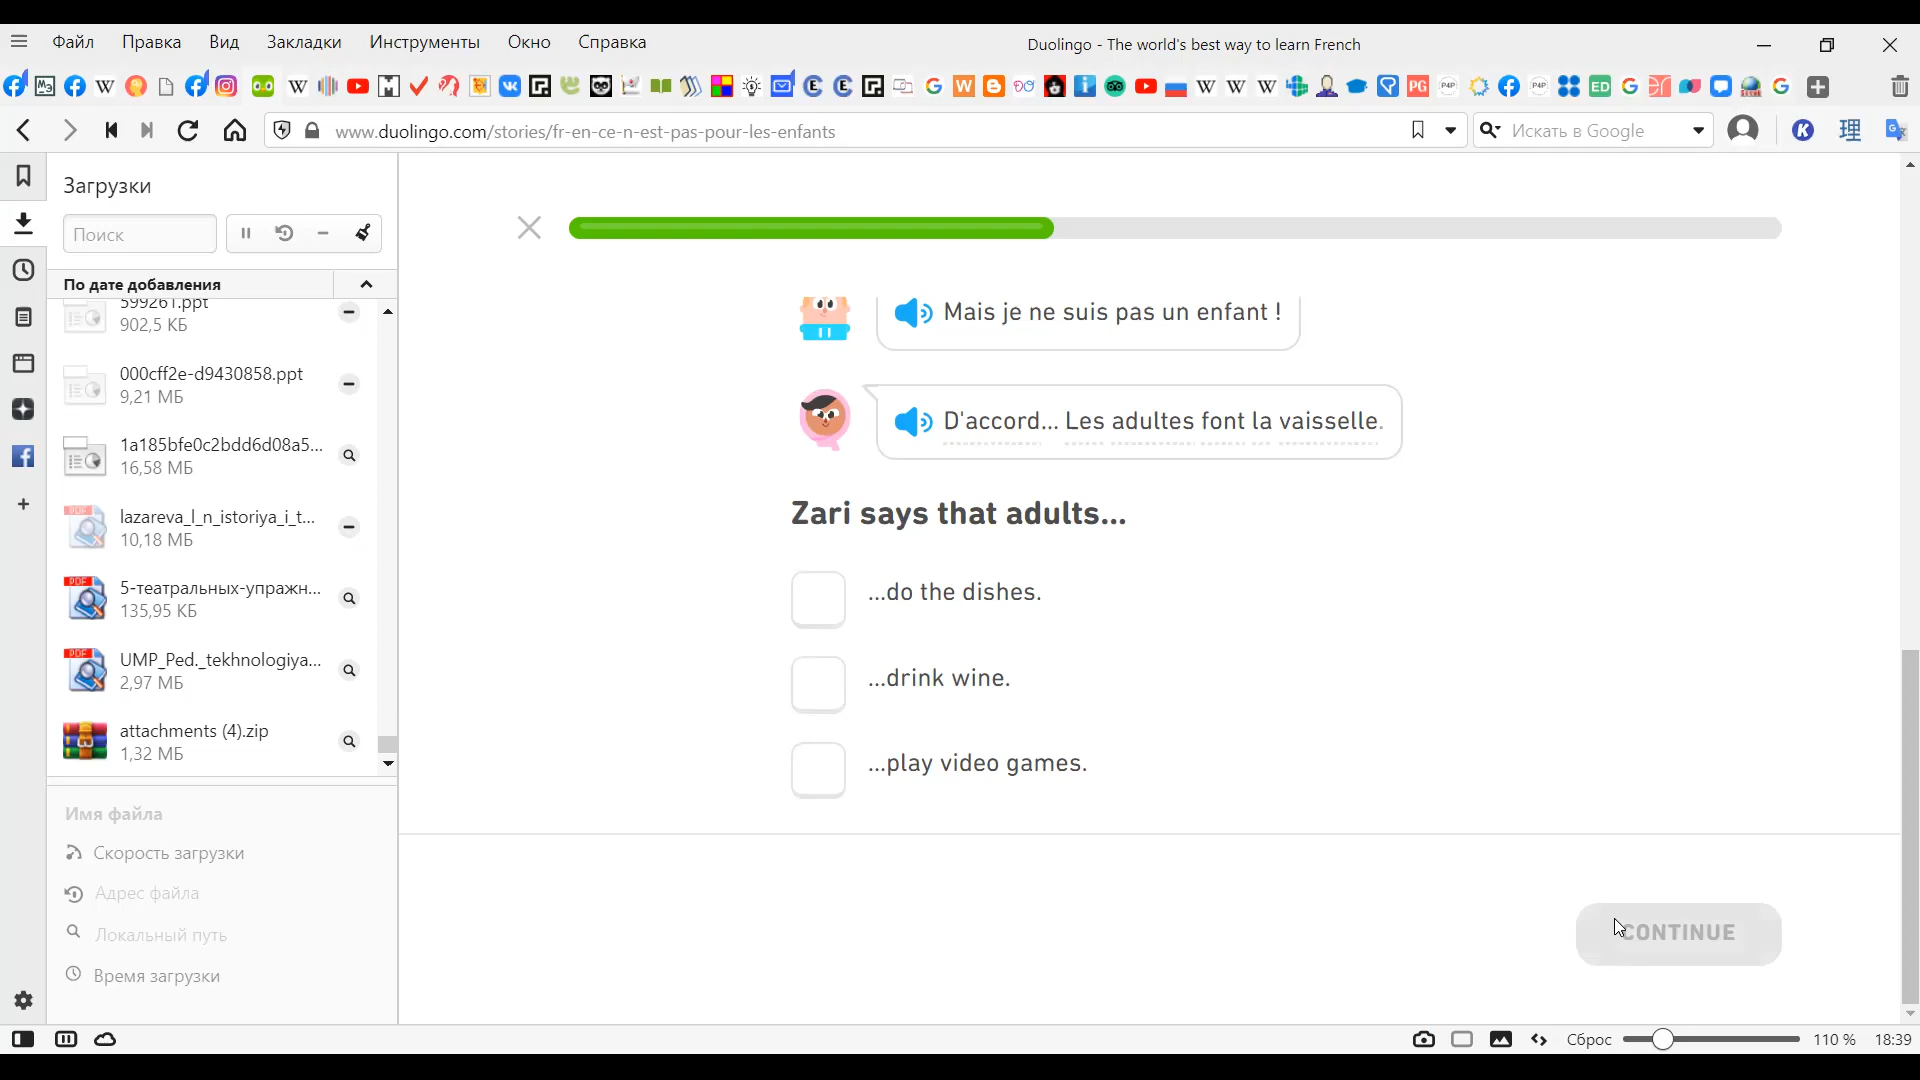 Файл Правка Вид Закладки Инструменты Окно Справка
Duolingo - The world's best way to learn French
www.duolingo.com/stories/fr-en-ce-n-est-pas-pour-les-enfants
Искать в Google
Загрузки
Поиск
По дате добавления
599261.ppt
902,5 КБ
000cff2e-d9430858.ppt
9,21 МБ
1a185bfe0c2bdd6d08a5...
16,58 МБ
lazareva_l_n_istoriya_i_t...
10,18 МБ
5-театральных-упражн...
135,95 КБ
UMP_Ped._tekhnologiya...
2,97 МБ
attachments (4).zip
1,32 МБ
Имя файла
Скорость загрузки
Адрес файла
Локальный путь
Время загрузки
Mais je ne suis pas un enfant !
D'accord... Les adultes font la vaisselle.
Zari says that adults...
...do the dishes.
...drink wine.
...play video games.
CONTINUE
Сброс 110 % 18:39